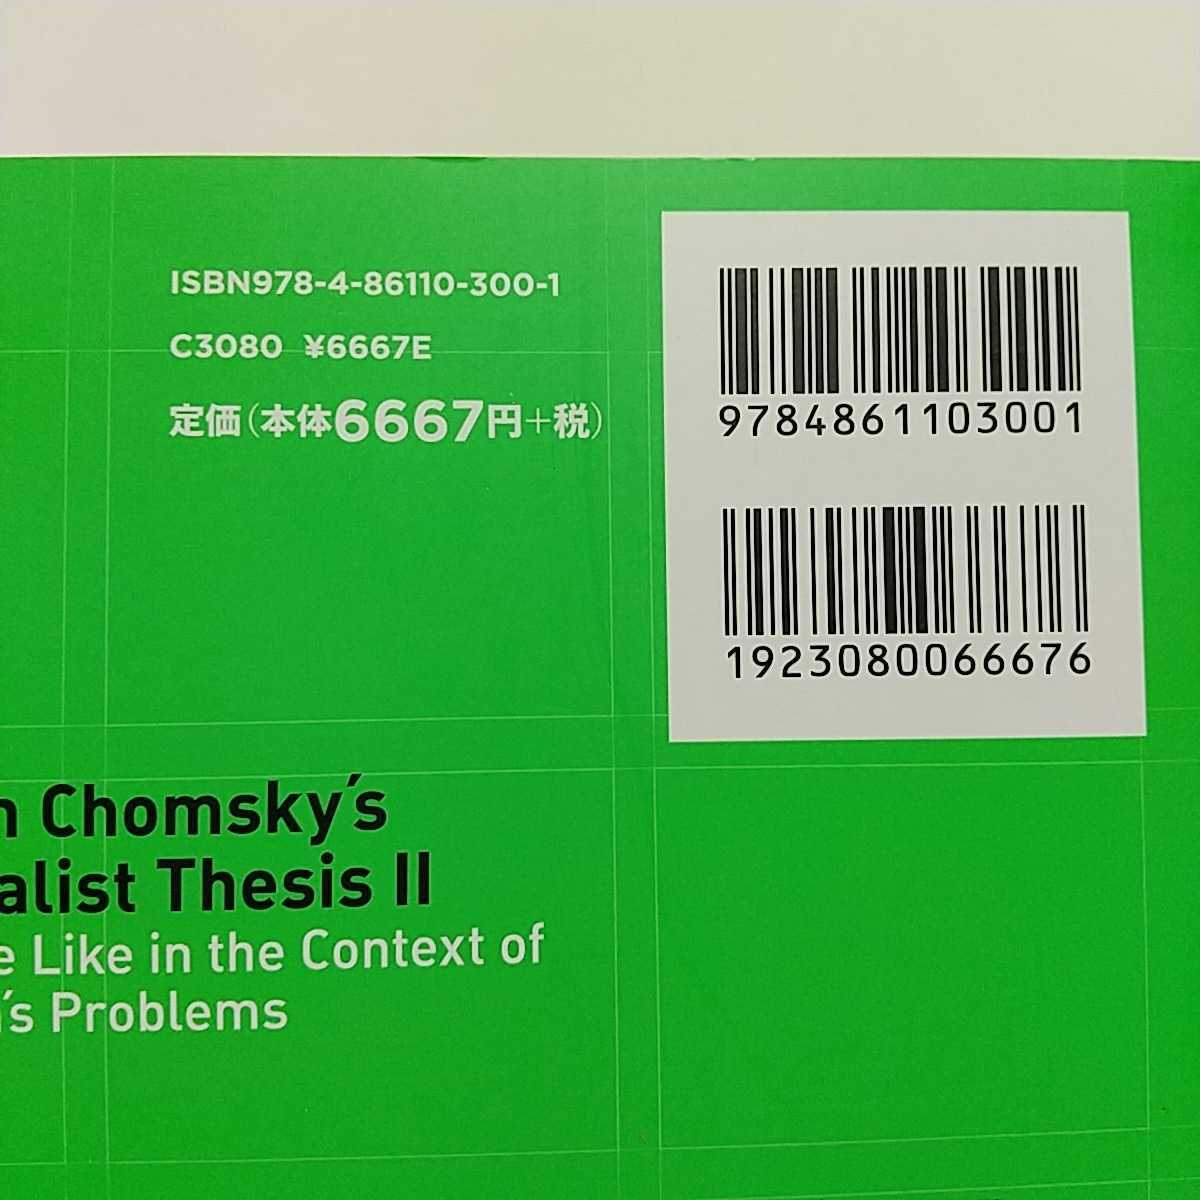 ISBN978-4-86110-300-1
C3080 ¥6667E
定価(本体6667円+税)
9784861103001
1923080066676
Chomsky's
Thesis II
Like in the Context of
Problems